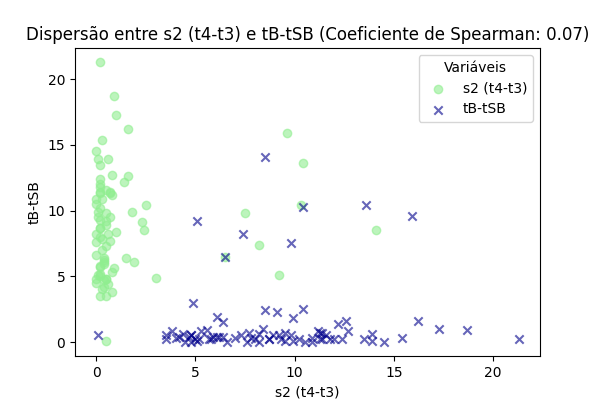 Dispersão entre s2 (t4-t3) e tB-tSB (Coeficiente de Spearman: 0.07)
Variáveis
s2 (t4-t3)
tB-tSB
tB-tSB
20
15
10
5
0
0 5 10 15 20
s2 (t4-t3)